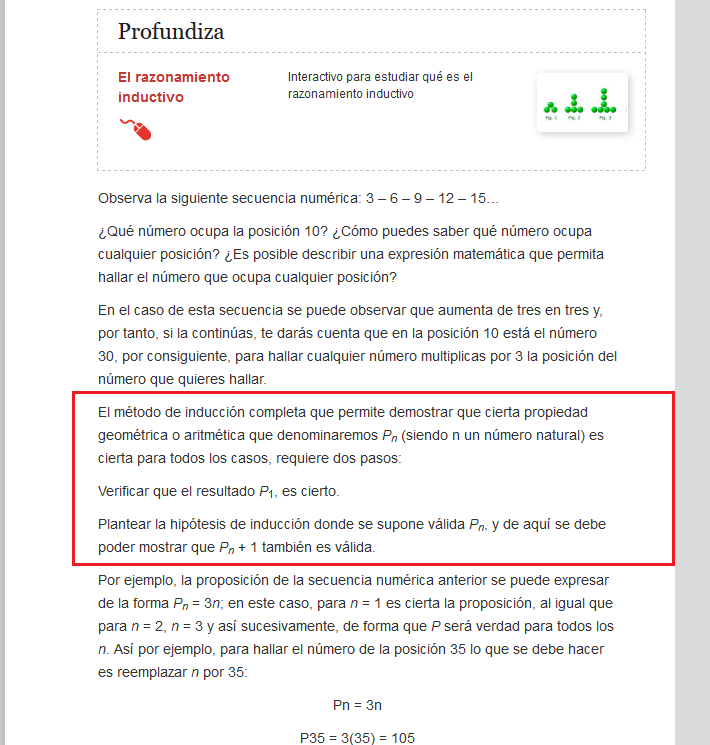 Profundiza
El razonamiento
inductivo
Interactivo para estudiar qué es el
razonamiento inductivo
Fig. 1 Fig. 2 Fig. 3
Observa la siguiente secuencia numérica: 3 – 6 – 9 – 12 – 15…
¿Qué número ocupa la posición 10? ¿Cómo puedes saber qué número ocupa
cualquier posición? ¿Es posible describir una expresión matemática que permita
hallar el número que ocupa cualquier posición?
En el caso de esta secuencia se puede observar que aumenta de tres en tres y,
por tanto, si la continúas, te darás cuenta que en la posición 10 está el número
30, por consiguiente, para hallar cualquier número multiplicas por 3 la posición del
número que quieres hallar.
El método de inducción completa que permite demostrar que cierta propiedad
geométrica o aritmética que denominaremos Pn (siendo n un número natural) es
cierta para todos los casos, requiere dos pasos:
Verificar que el resultado P1, es cierto.
Plantear la hipótesis de inducción donde se supone válida Pn, y de aquí se debe
poder mostrar que Pn + 1 también es válida.
Por ejemplo, la proposición de la secuencia numérica anterior se puede expresar
de la forma Pn = 3n; en este caso, para n = 1 es cierta la proposición, al igual que
para n = 2, n = 3 y así sucesivamente, de forma que P será verdad para todos los
n. Así por ejemplo, para hallar el número de la posición 35 lo que se debe hacer
es reemplazar n por 35:
Pn = 3n
P35 = 3(35) = 105